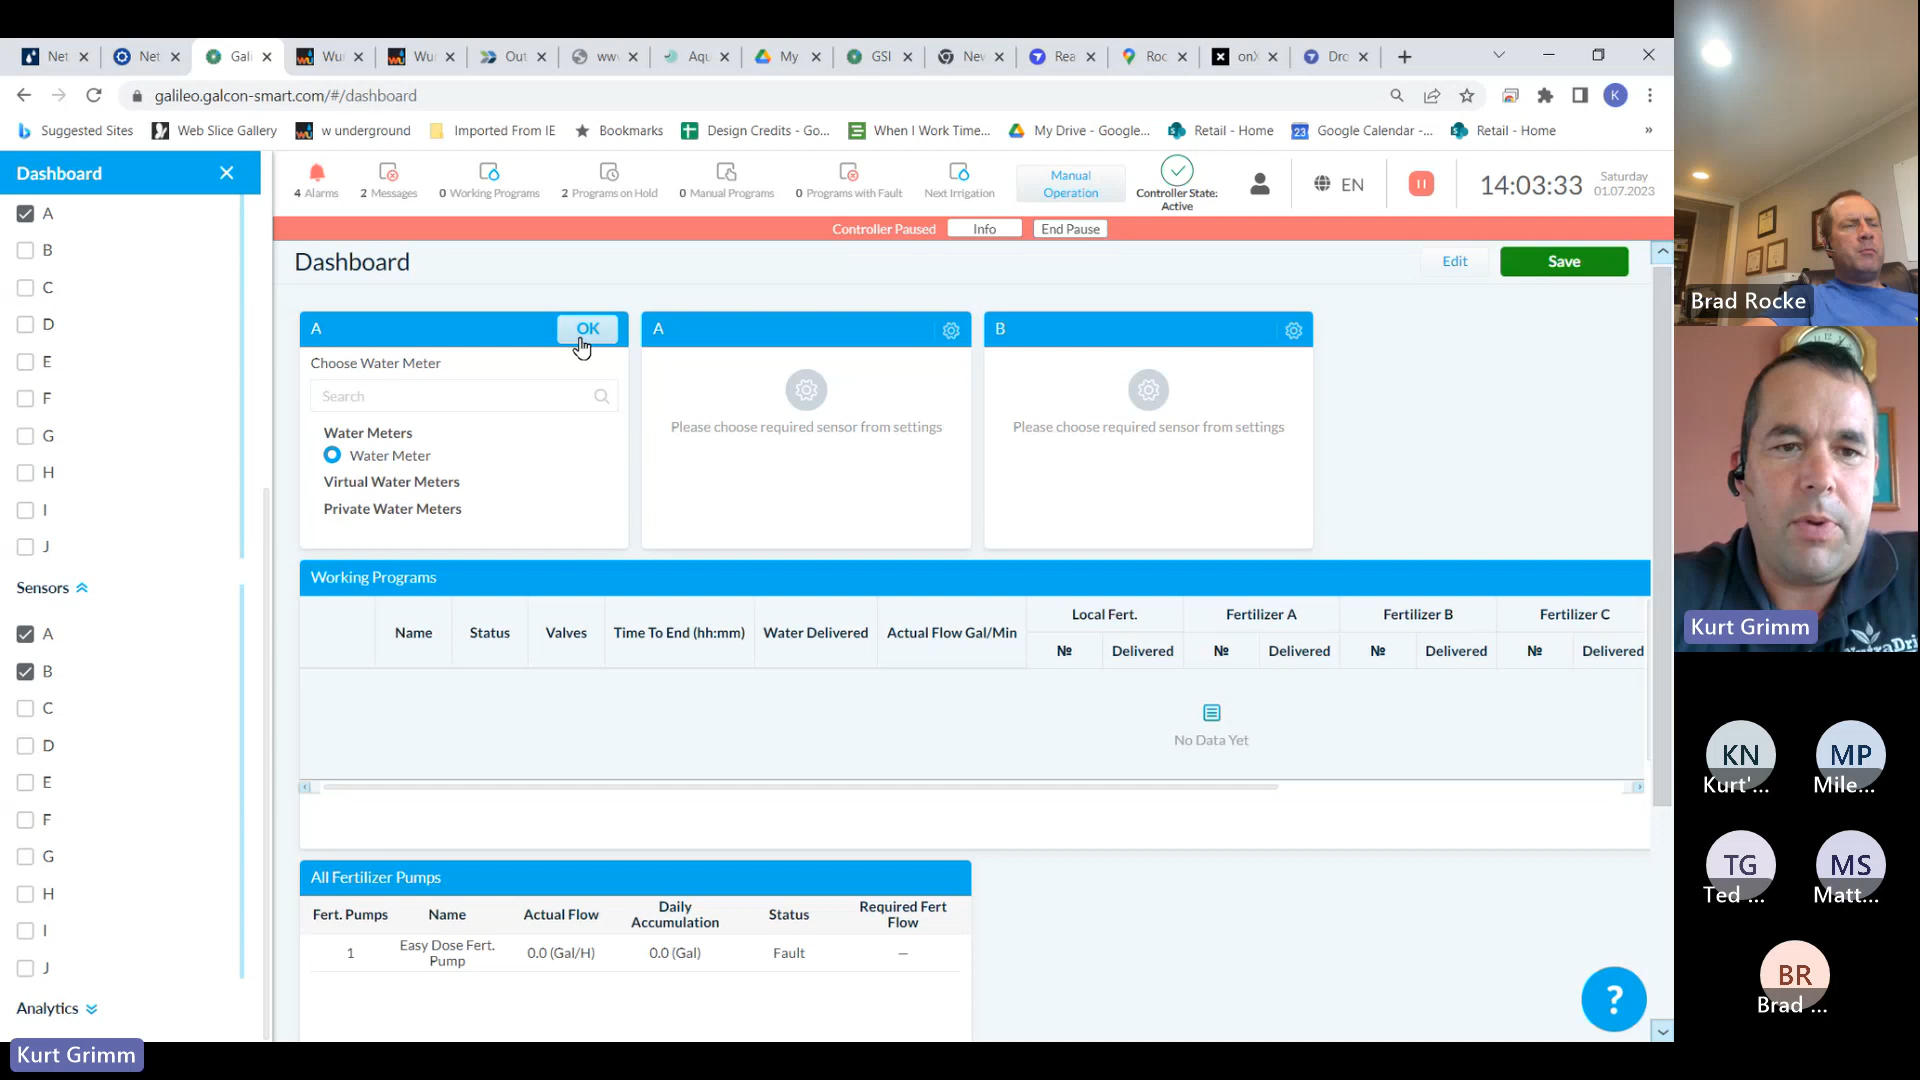 Net
Net
Gali
Wu
Wu
Out
ww
Aqu
My
GSI
Nev
Rea
Roc
onX
Drc
galileo.galcon-smart.com/#/dashboard
K
Suggested Sites
Web Slice Gallery
w underground
Imported From IE
Bookmarks
Design Credits - Go...
When I Work Time...
My Drive - Google...
Retail - Home
23
Google Calendar -...
Retail - Home
»
Dashboard
4 Alarms
2 Messages
0 Working Programs
2 Programs on Hold
0 Manual Programs
0 Programs with Fault
Next Irrigation
Manual
Operation
Controller State:
Active
EN
14:03:33
Saturday
01.07.2023
Controller Paused
Info
End Pause
A
B
C
D
E
F
G
H
I
J
Sensors
A
B
C
D
E
F
G
H
I
J
Analytics
Dashboard
Edit
Save
A
OK
Choose Water Meter
Search
Water Meters
Water Meter
Virtual Water Meters
Private Water Meters
A
Please choose required sensor from settings
B
Please choose required sensor from settings
Working Programs
Name
Status
Valves
Time To End (hh:mm)
Water Delivered
Actual Flow Gal/Min
Local Fert.
Fertilizer A
Fertilizer B
Fertilizer C
№
Delivered
№
Delivered
№
Delivered
№
Delivered
No Data Yet
All Fertilizer Pumps
Fert. Pumps
Name
Actual Flow
Daily
Accumulation
Status
Required Fert
Flow
1
Easy Dose Fert.
Pump
0.0 (Gal/H)
0.0 (Gal)
Fault
—
?
Kurt Grimm
Brad Rocke
Kurt Grimm
KN
Kurt'...
MP
Mile...
TG
Ted ...
MS
Matt...
BR
Brad ...